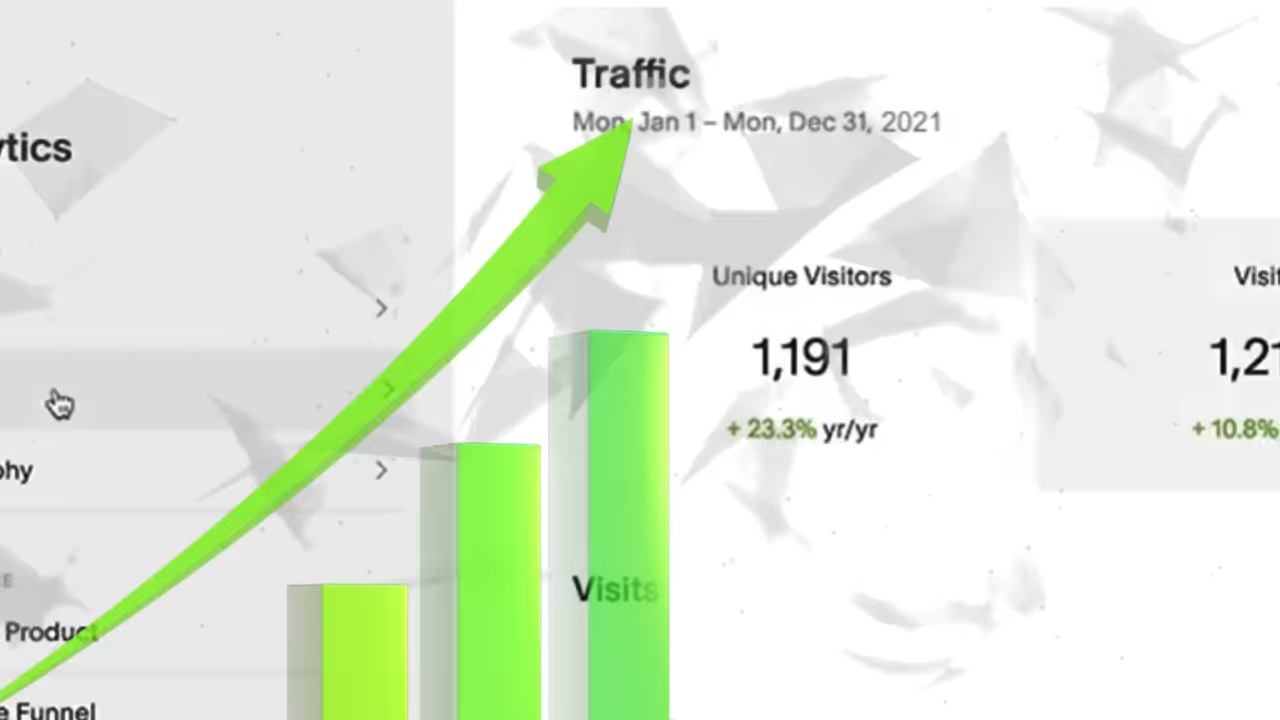 ytics
phy
E
Product
e Funnel
Traffic
Mon, Jan 1 – Mon, Dec 31, 2021
Unique Visitors
1,191
+ 23.3% yr/yr
Visit
1,21
+ 10.8%
Visits